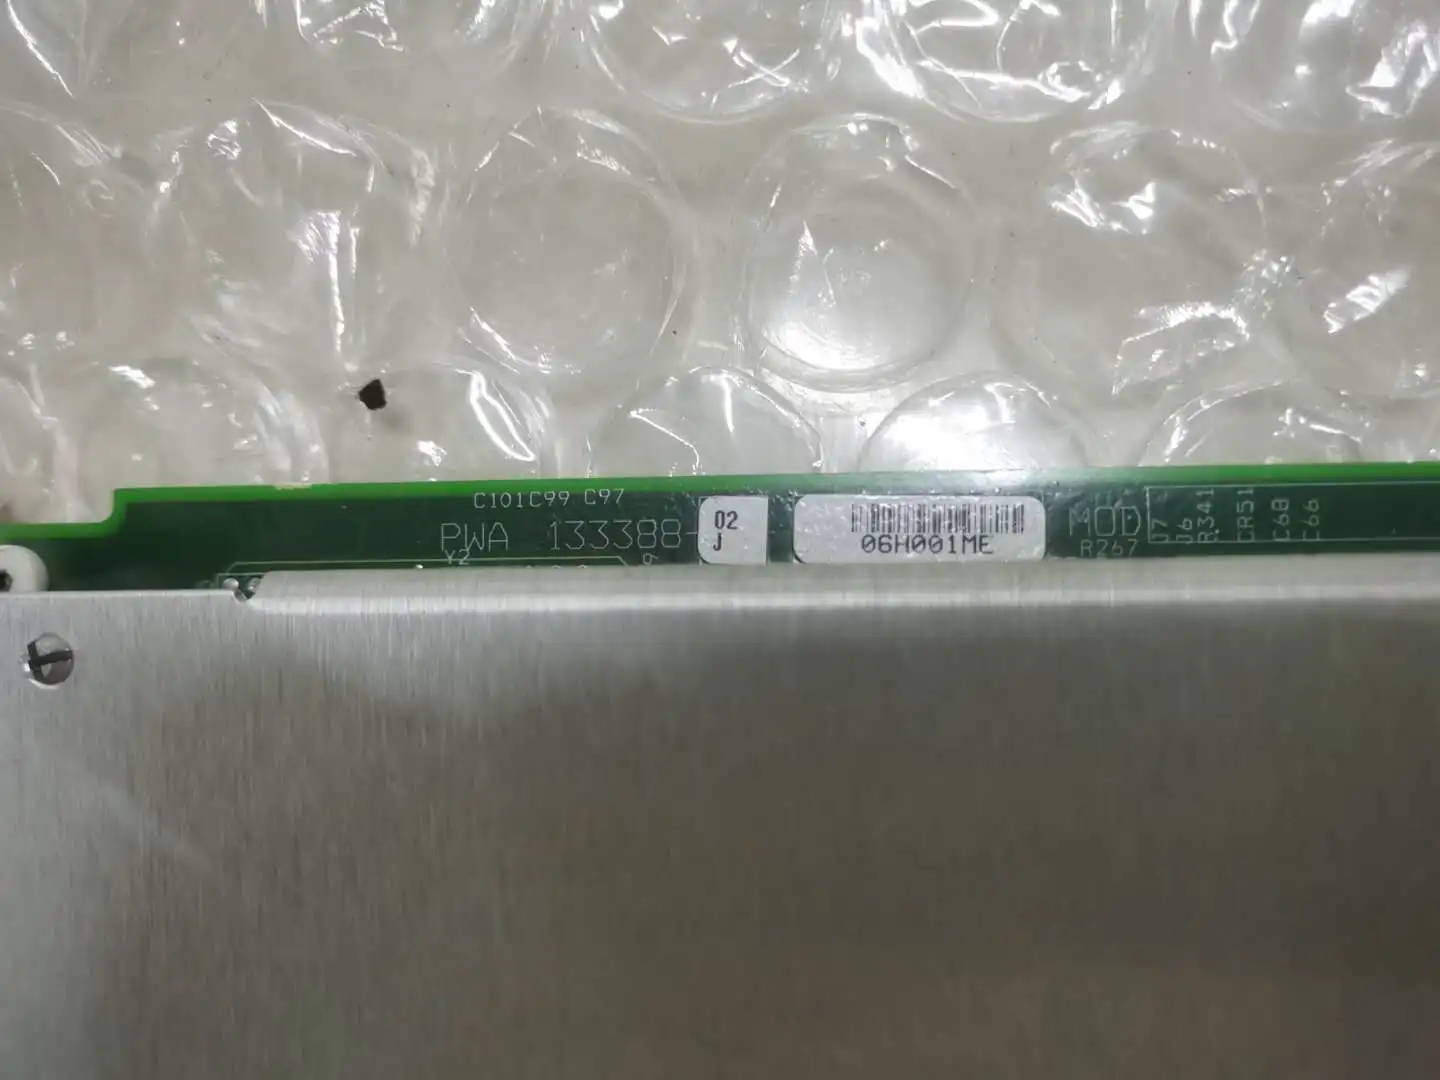 C101C99 C97
PWA 133388-
02
J
06H001ME
MOD
Y2
R267
J7
J6
R341
CR51
C68
C66